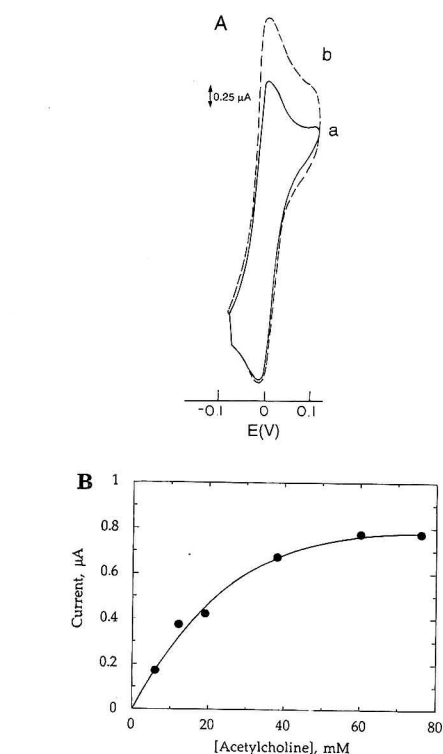 A
b
0.25 μA
a
-0.1 0 0.1
E(V)
B
1
0.8
0.6
0.4
0.2
0
Current, μA
0 20 40 60 80
[Acetylcholine], mM